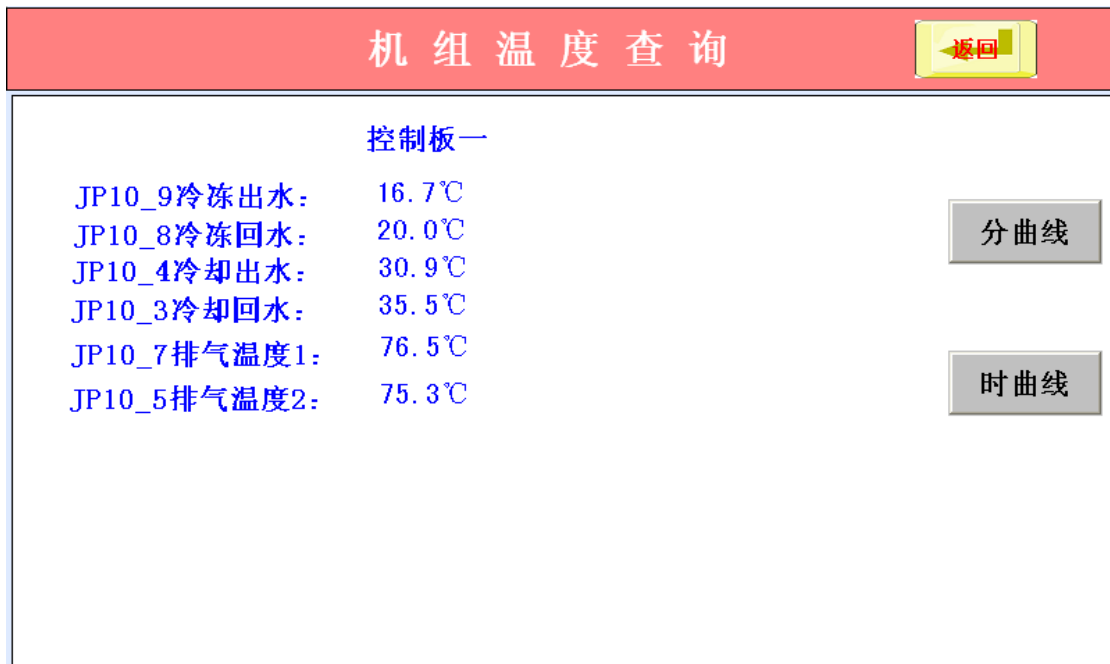 机组温度查询
返回
控制板一
JP10_9冷冻出水： 16.7℃
JP10_8冷冻回水： 20.0℃
分曲线
JP10_4冷却出水： 30.9℃
JP10_3冷却回水： 35.5℃
JP10_7排气温度1： 76.5℃
时曲线
JP10_5排气温度2： 75.3℃